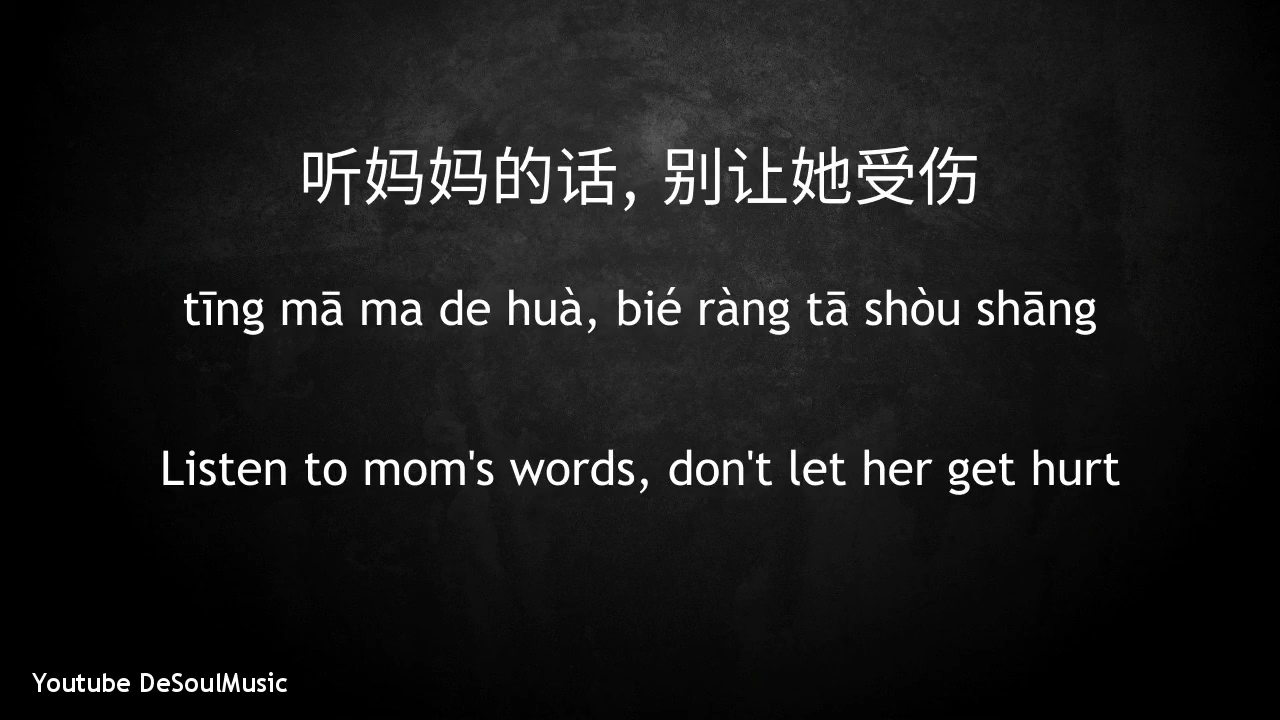 听妈妈的话, 别让她受伤
tīng mā ma de huà, bié ràng tā shòu shāng
Listen to mom's words, don't let her get hurt
Youtube DeSoulMusic